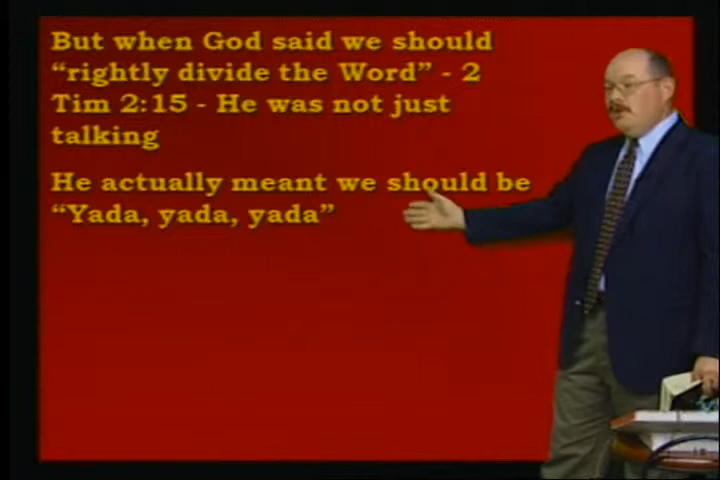 But when God said we should
“rightly divide the Word” - 2
Tim 2:15 - He was not just
talking
He actually meant we should be
“Yada, yada, yada”